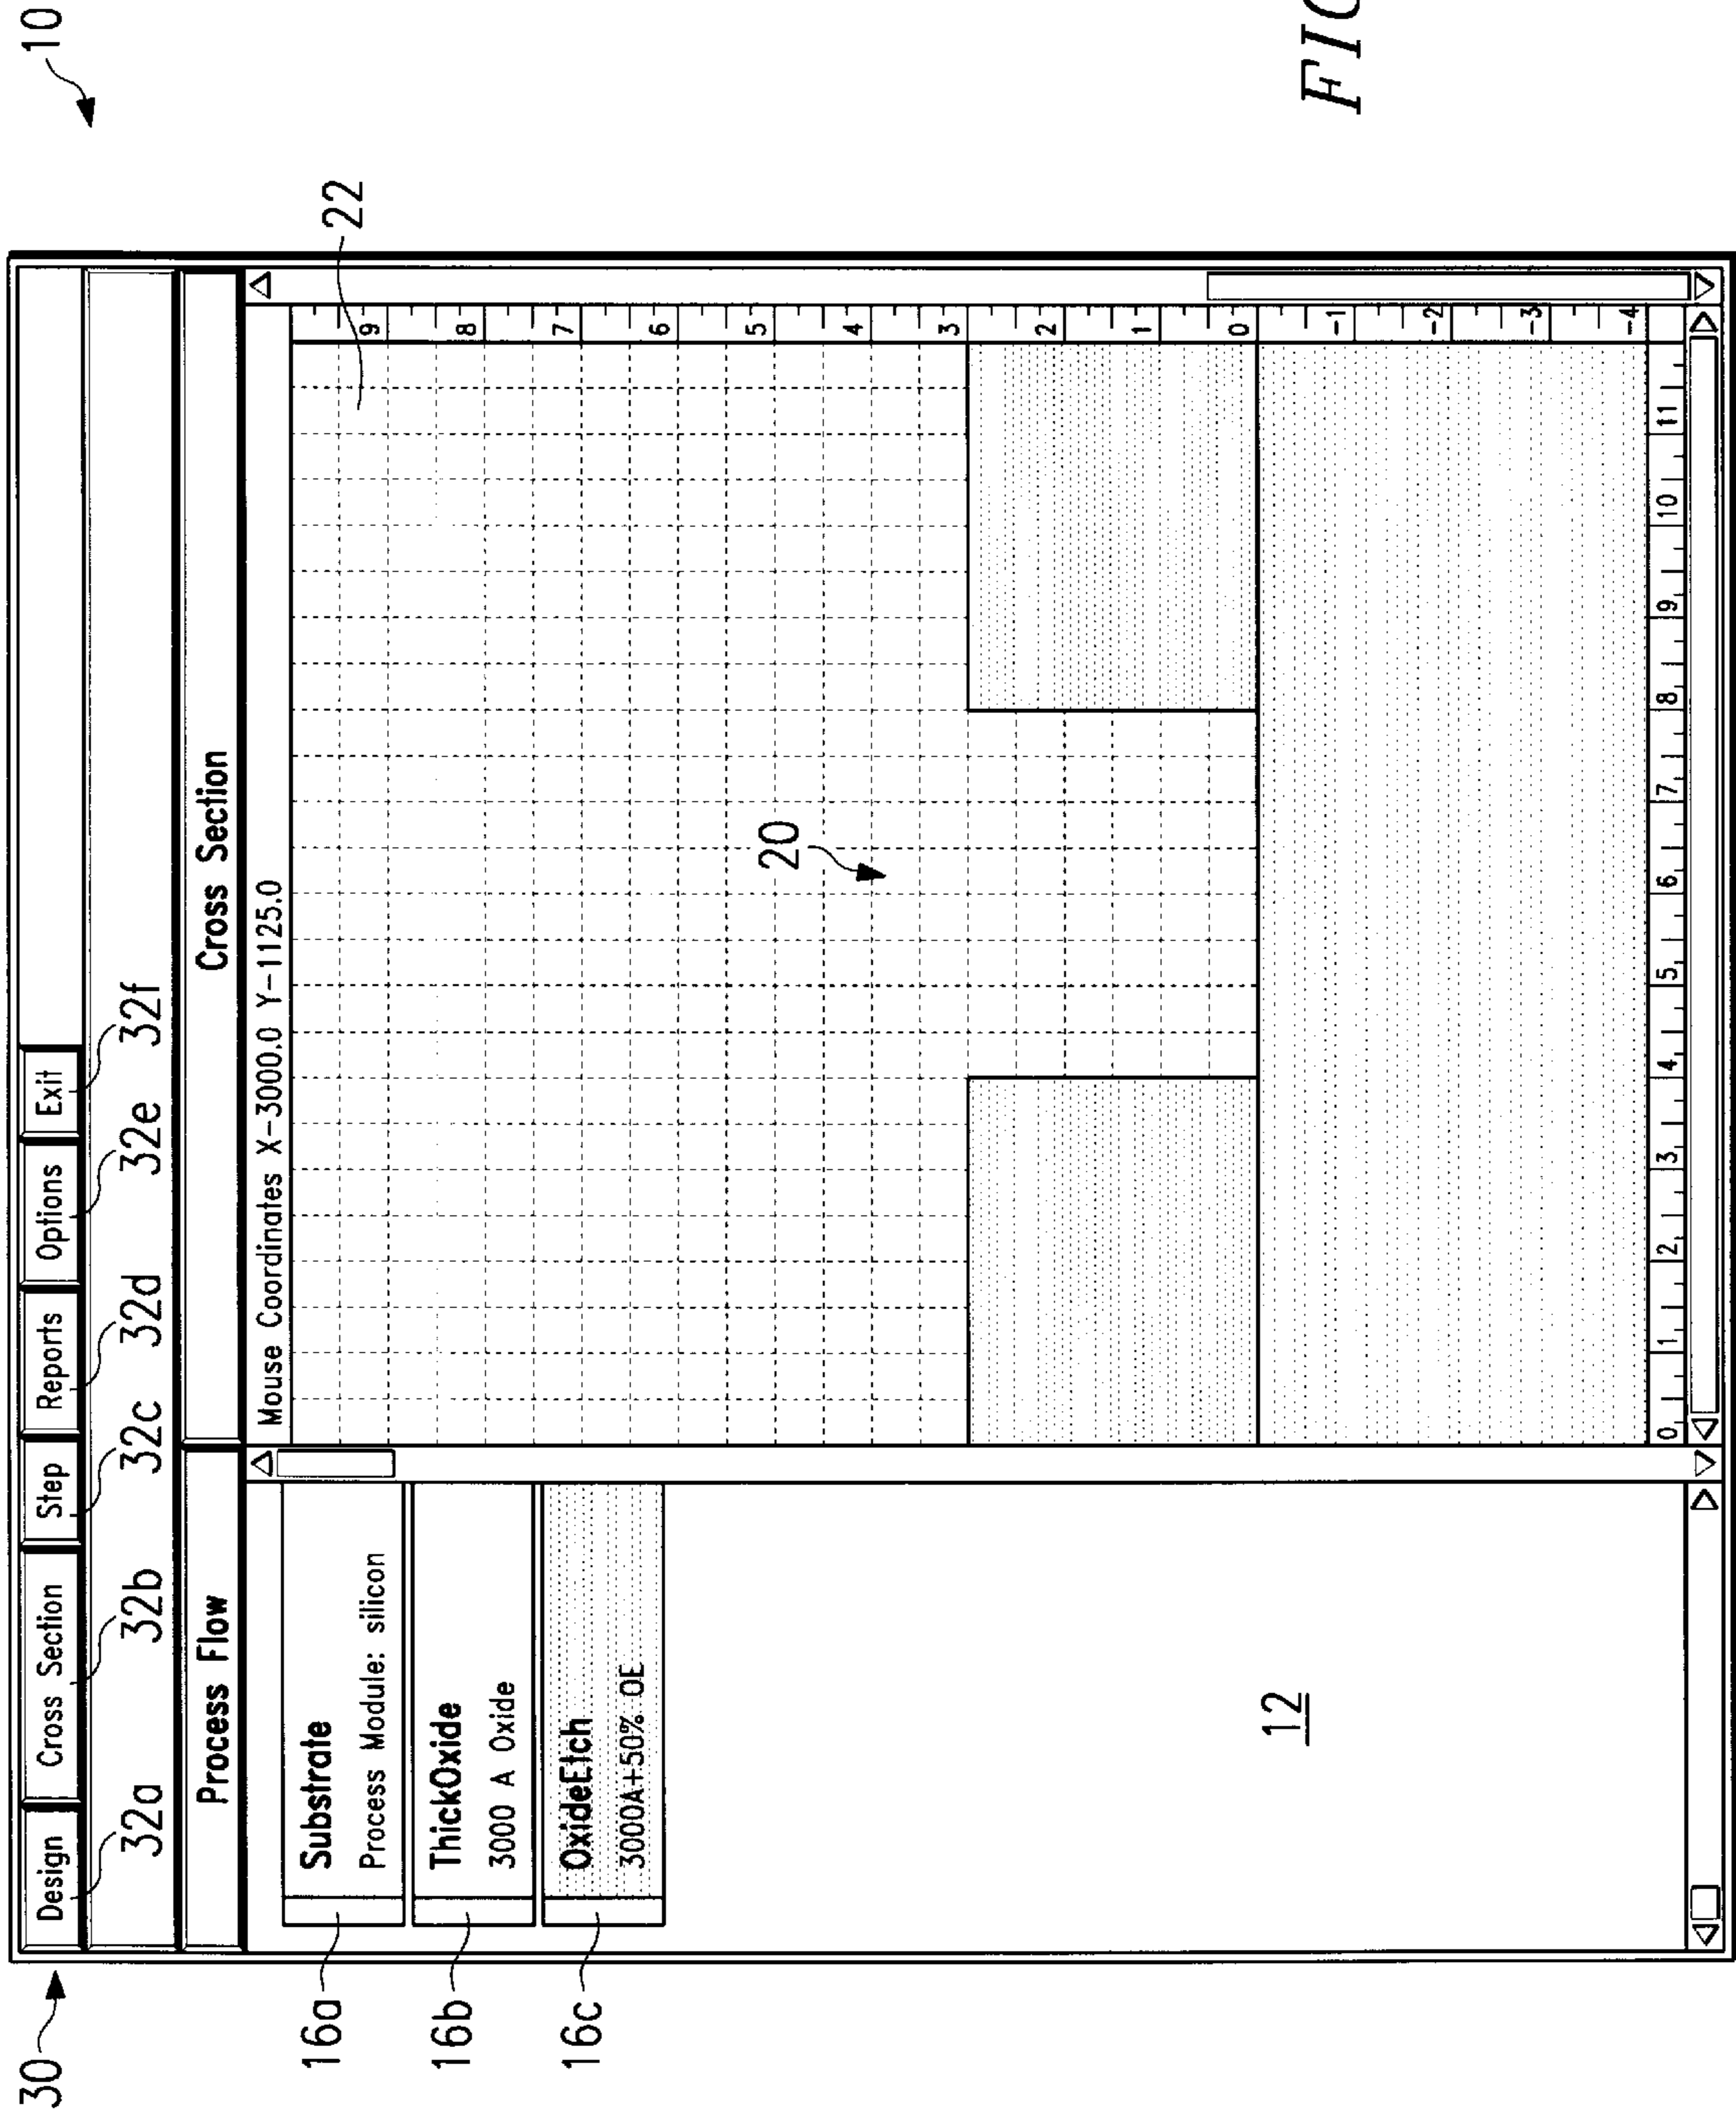 10
30
Design Cross Section Step Reports Options Exit
32a 32b 32c 32d 32e 32f
Process Flow
Cross Section
Mouse Coordinates X-3000.0 Y-1125.0
16a
Substrate
Process Module: silicon
16b
ThickOxide
3000 A Oxide
16c
OxideEtch
3000A+50% OE
12
22
20
9
8
7
6
5
4
3
2
1
0
-1
-2
-3
-4
0 1 2 3 4 5 6 7 8 9 10 11
FIG